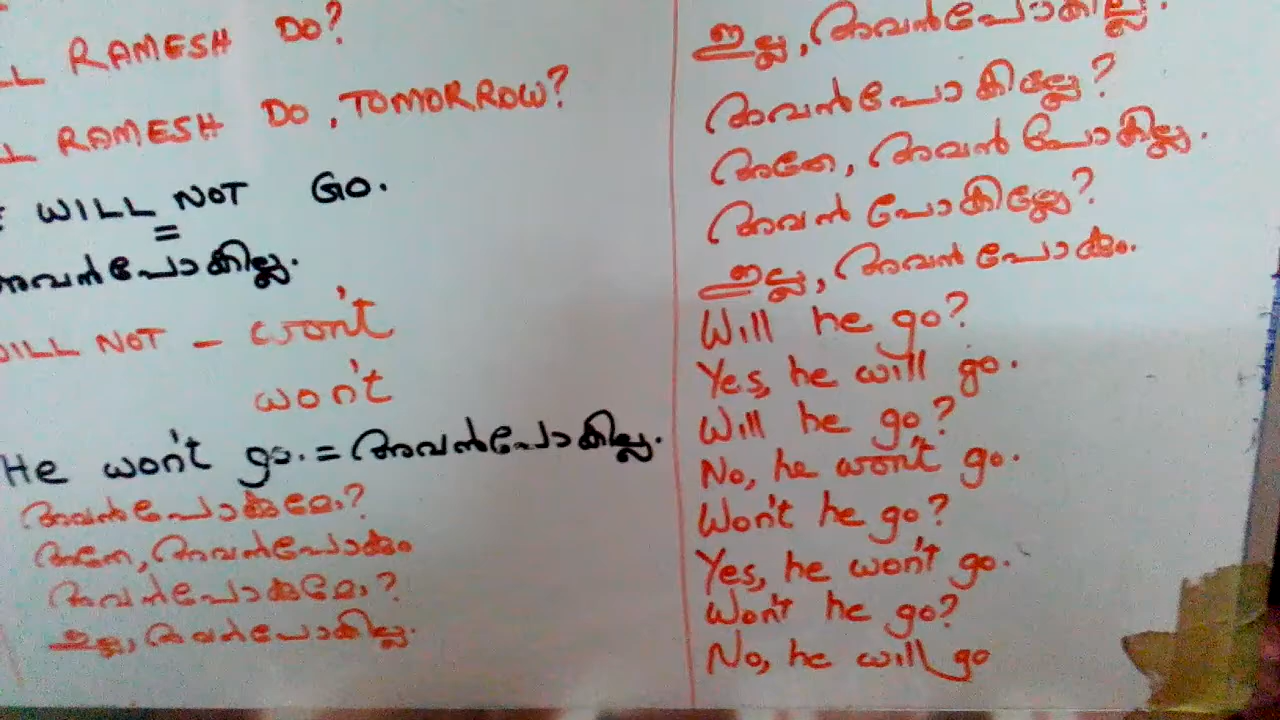 RAMESH DO?
RAMESH DO, TOMORROW?
WILL NOT GO.
അവൻ പോകില്ല.
WILL NOT – won't
won't
He won't go. = അവൻ പോകില്ല.
അവൻ പോകുമോ?
അതേ, അവൻ പോകും
അവൻ പോകുമോ?
ഇല്ല, അവൻ പോകില്ല.
ഇല്ല, അവൻ പോകില്ല.
അവൻ പോകില്ലേ?
അതേ, അവൻ പോകില്ല.
അവൻ പോകില്ലേ?
ഇല്ല, അവൻ പോകും.
Will he go?
Yes, he will go.
Will he go?
No, he won't go.
Won't he go?
Yes, he won't go.
Won't he go?
No, he will go